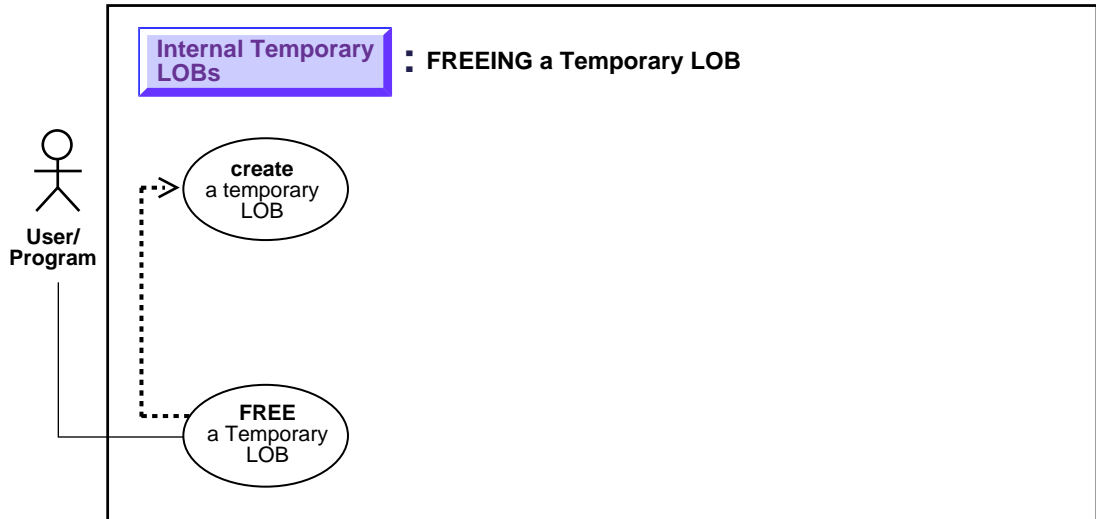 Internal Temporary
LOBs
: FREEING a Temporary LOB
create
a temporary
LOB
User/
Program
FREE
a Temporary
LOB